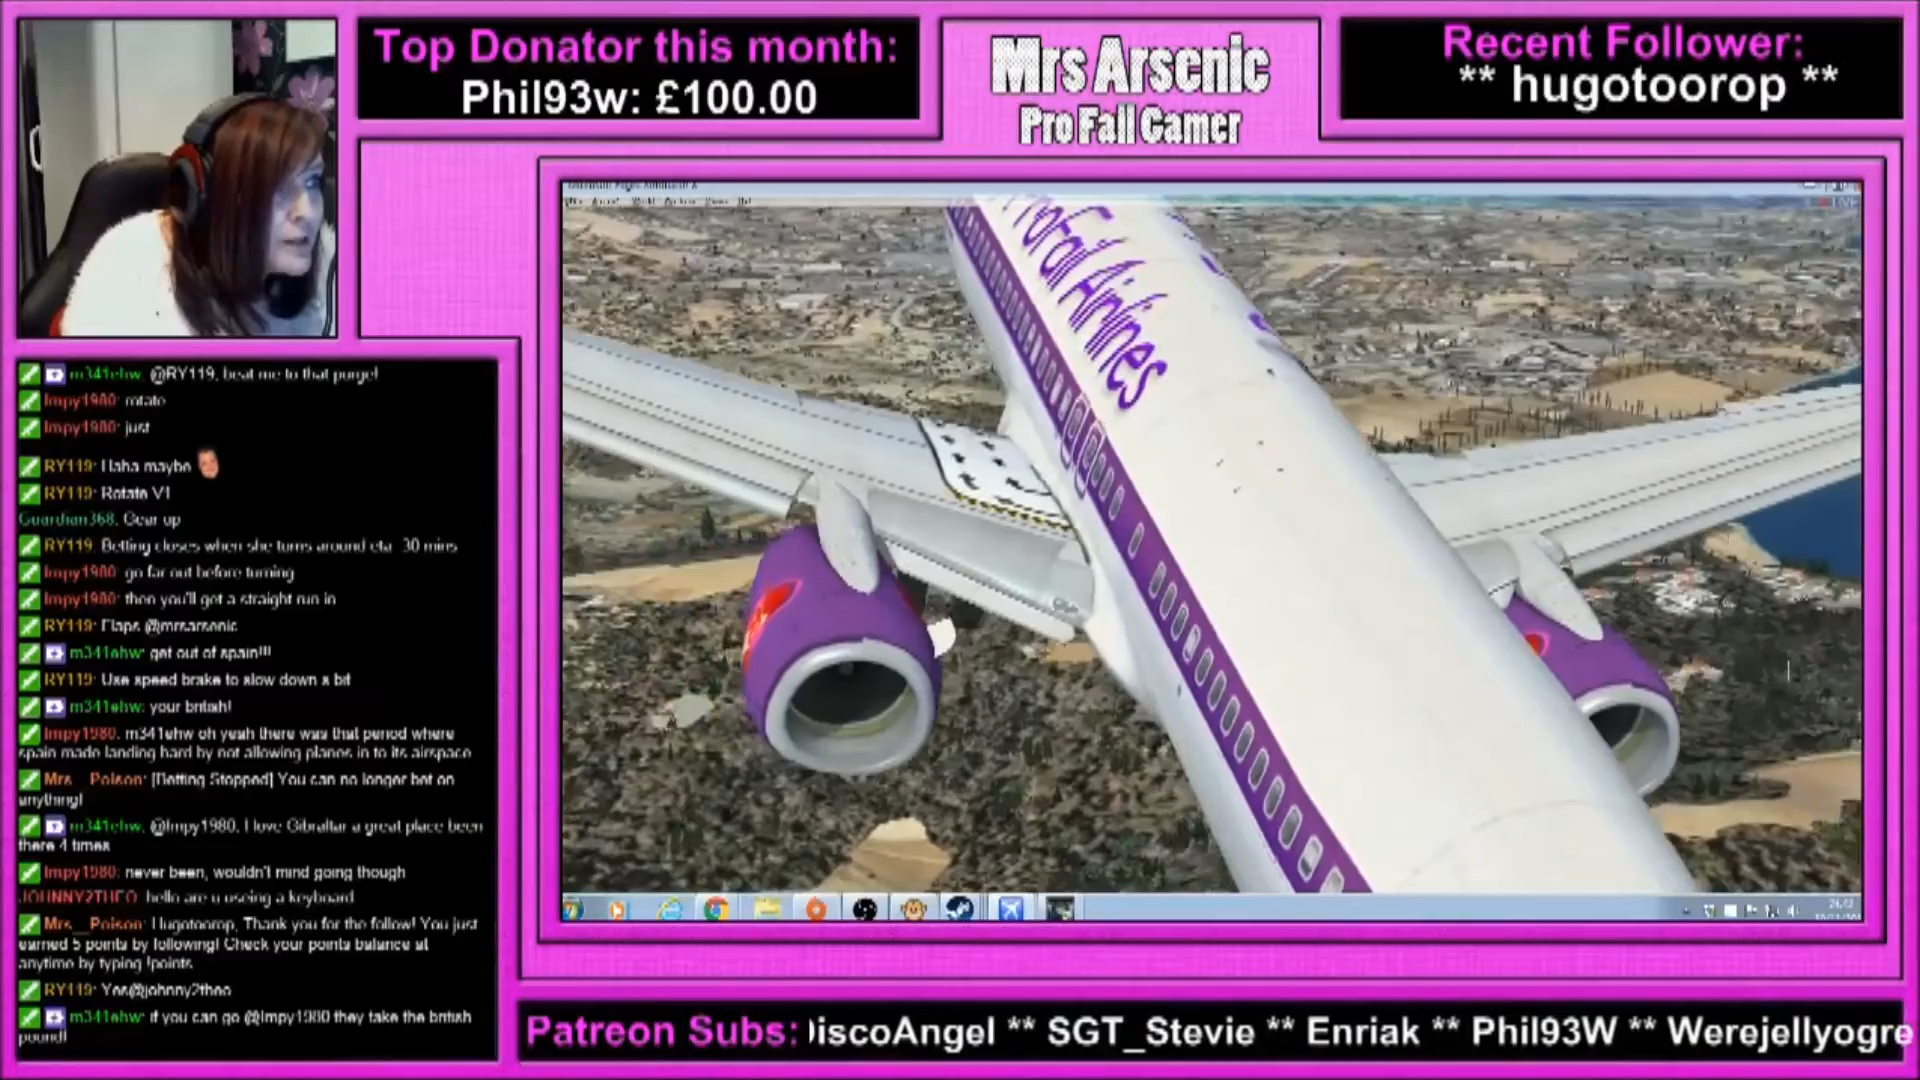 Top Donator this month:
Phil93w: £100.00
Mrs Arsenic
Pro Fall Gamer
Recent Follower:
** hugotoorop **
Airlines
m341ehw: @RY119, beat me to that purge!
Impy1980: rotate
Impy1980: just
RY119: Haha maybe
RY119: Rotate V1
Guardian368: Gear up
RY119: Betting closes when she turns around eta 30 mins
Impy1980: go far out before turning
Impy1980: then you'll get a straight run in
RY119: Flaps @mrsarsenic
m341ehw: get out of spain!!!
RY119: Use speed brake to slow down a bit
m341ehw: your british!
Impy1980: m341ehw oh yeah there was that period where
spain made landing hard by not allowing planes in to its airspace
Mrs__Poison: [Betting Stopped] You can no longer bet on
anything!
m341ehw: @Impy1980, I love Gibraltar a great place been
there 4 times
Impy1980: never been, wouldn't mind going though
JOHNNY2THEO: hello are u useing a keyboard
Mrs__Poison: Hugotoorop, Thank you for the follow! You just
earned 5 points by following! Check your points balance at
anytime by typing !points
RY119: Yes@johnny2theo
m341ehw: if you can go @Impy1980 they take the british
pound!
Patreon Subs: DiscoAngel ** SGT_Stevie ** Enriak ** Phil93W ** Werejellyogre